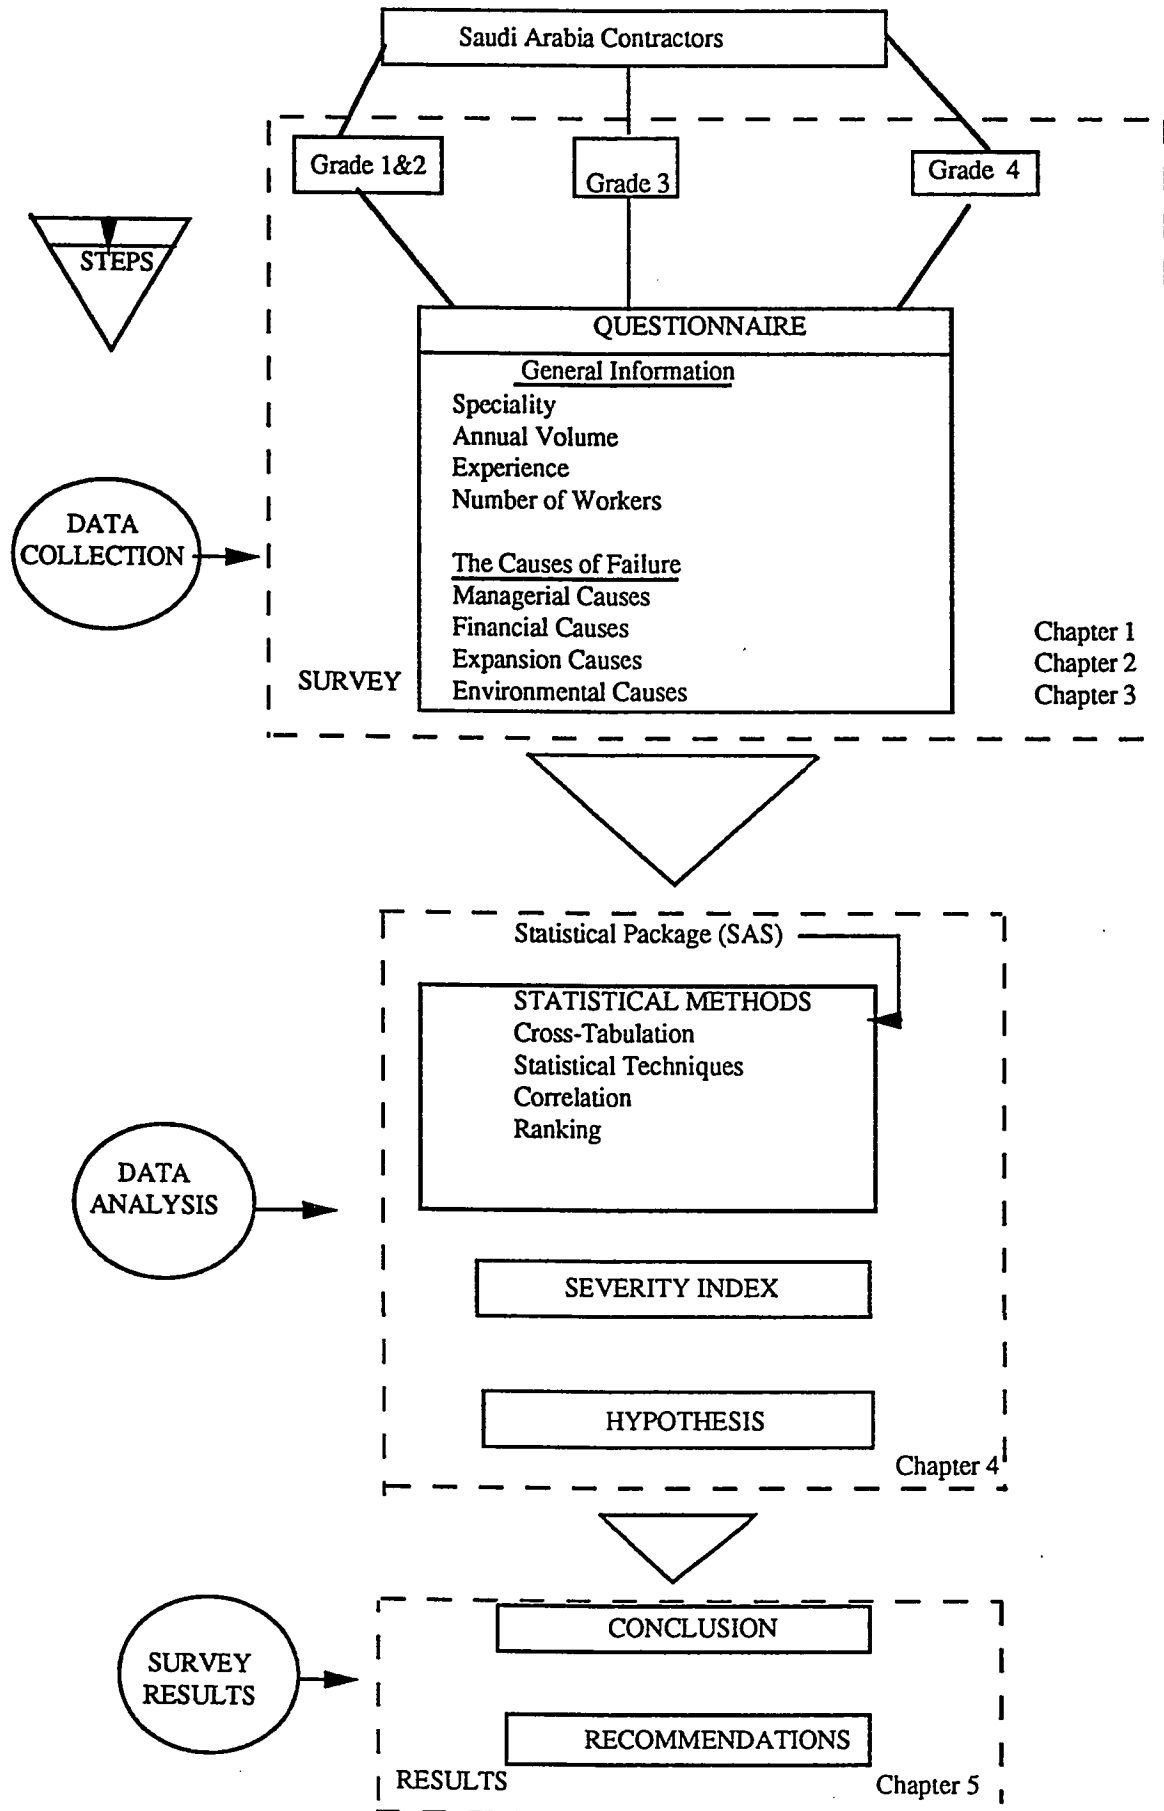 Saudi Arabia Contractors
Grade 1&2
Grade 3
Grade 4
STEPS
QUESTIONNAIRE
General Information
Speciality
Annual Volume
Experience
Number of Workers
DATA
COLLECTION
The Causes of Failure
Managerial Causes
Financial Causes
Expansion Causes
Environmental Causes
SURVEY
Chapter 1
Chapter 2
Chapter 3
Statistical Package (SAS)
STATISTICAL METHODS
Cross-Tabulation
Statistical Techniques
Correlation
Ranking
DATA
ANALYSIS
SEVERITY INDEX
HYPOTHESIS
Chapter 4
CONCLUSION
SURVEY
RESULTS
RECOMMENDATIONS
RESULTS
Chapter 5